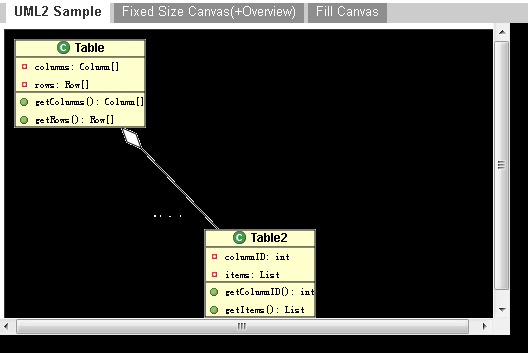 UML2 Sample
Fixed Size Canvas(+Overview)
Fill Canvas
C Table
columns: Column[]
rows: Row[]
getColumns(): Column[]
getRows(): Row[]
C Table2
columnID: int
items: List
getColumnID(): int
getItems(): List